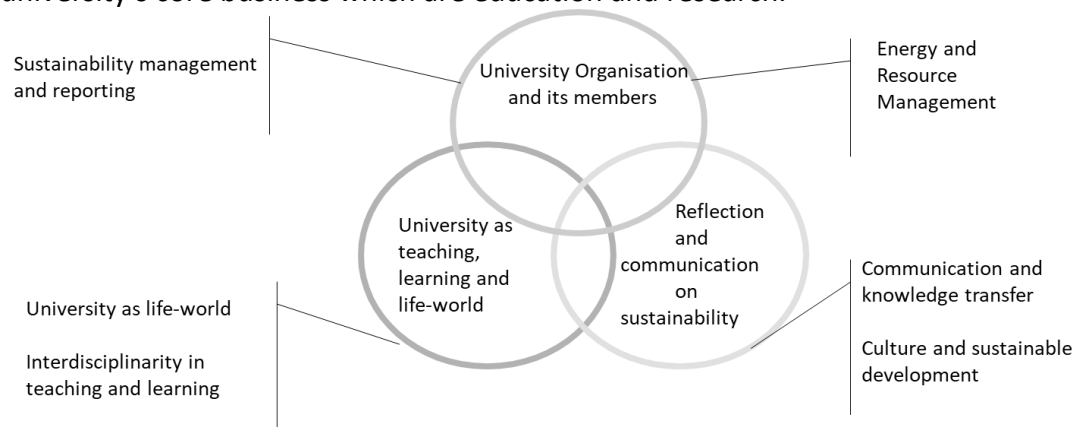 university's core business which are education and research.
Sustainability management
and reporting
University Organisation
and its members
Energy and
Resource
Management
University as
teaching,
learning and
life-world
Reflection
and
communication
on
sustainability
University as life-world
Interdisciplinarity in
teaching and learning
Communication and
knowledge transfer
Culture and sustainable
development